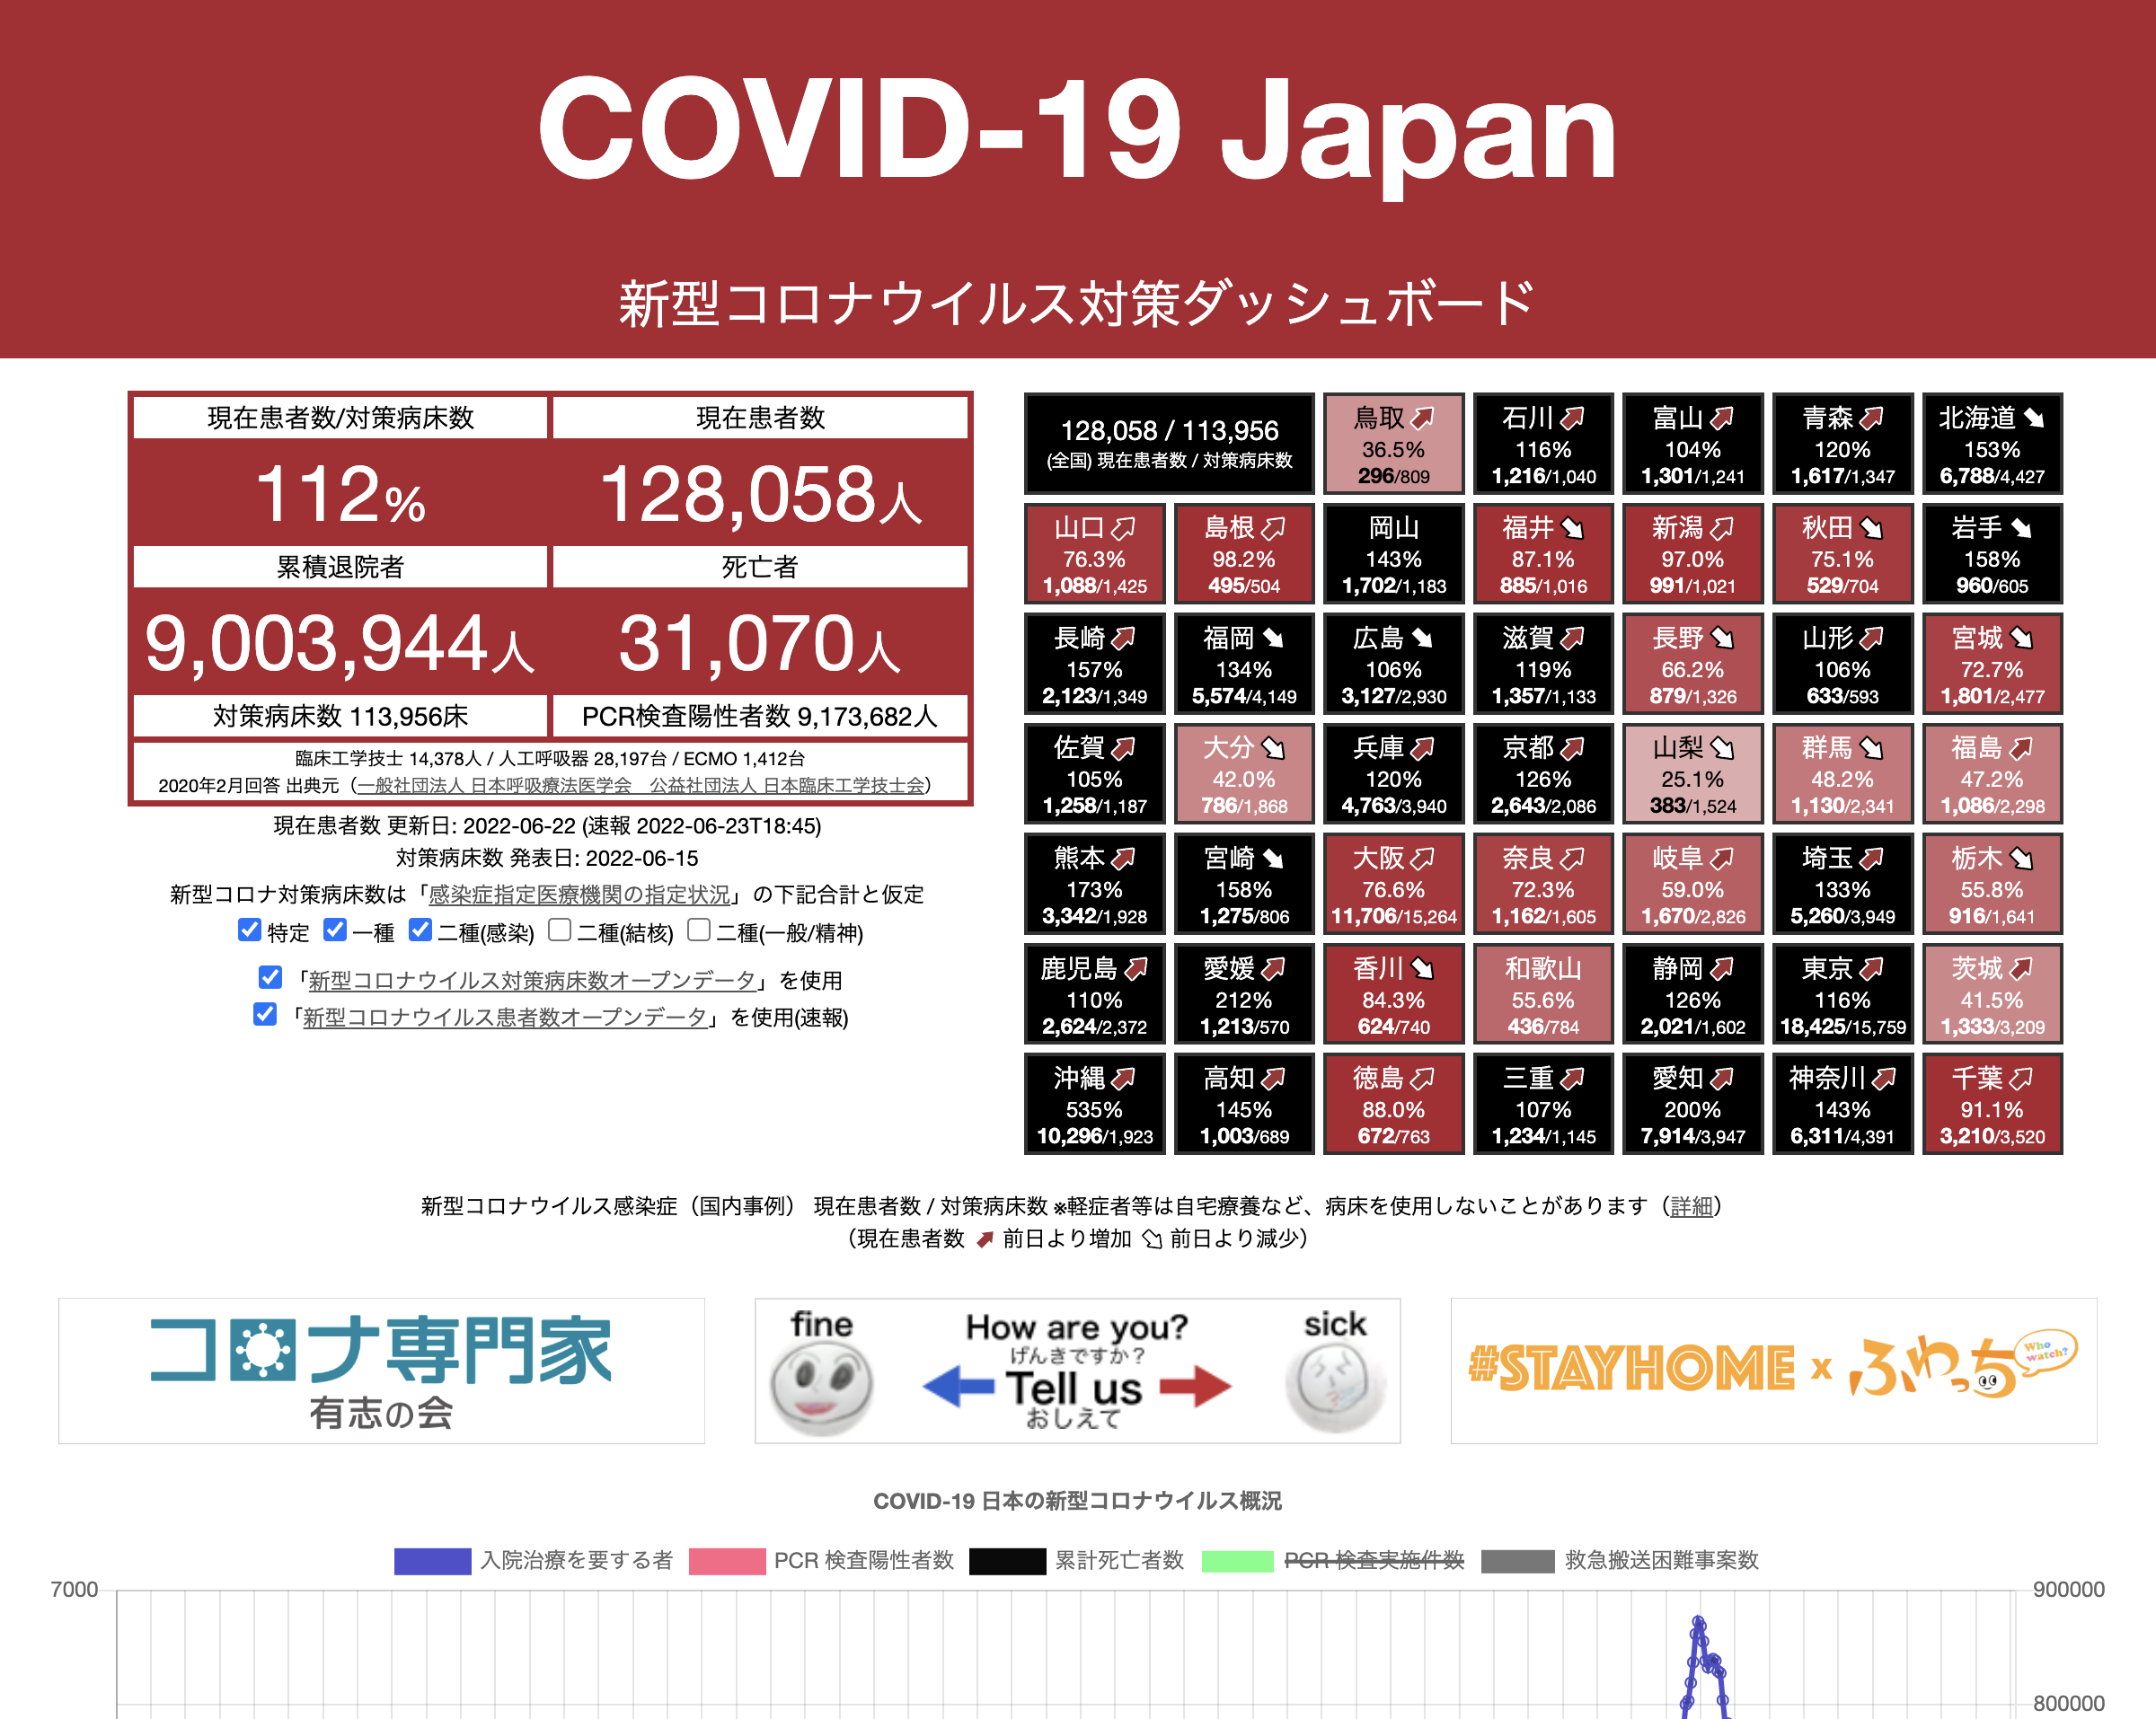 COVID-19 Japan
新型コロナウイルス対策ダッシュボード
現在患者数/対策病床数
現在患者数
112%
128,058人
累積退院者
死亡者
9,003,944人
31,070人
対策病床数 113,956床
PCR検査陽性者数 9,173,682人
臨床工学技士 14,378人 / 人工呼吸器 28,197台 / ECMO 1,412台
2020年2月回答 出典元（一般社団法人 日本呼吸療法医学会　公益社団法人 日本臨床工学技士会）
現在患者数 更新日: 2022-06-22 (速報 2022-06-23T18:45)
対策病床数 発表日: 2022-06-15
新型コロナ対策病床数は「感染症指定医療機関の指定状況」の下記合計と仮定
特定 一種 二種(感染) 二種(結核) 二種(一般/精神)
「新型コロナウイルス対策病床数オープンデータ」を使用
「新型コロナウイルス患者数オープンデータ」を使用(速報)
128,058 / 113,956
(全国) 現在患者数 / 対策病床数
鳥取
36.5%
296/809
石川
116%
1,216/1,040
富山
104%
1,301/1,241
青森
120%
1,617/1,347
北海道
153%
6,788/4,427
山口
76.3%
1,088/1,425
島根
98.2%
495/504
岡山
143%
1,702/1,183
福井
87.1%
885/1,016
新潟
97.0%
991/1,021
秋田
75.1%
529/704
岩手
158%
960/605
長崎
157%
2,123/1,349
福岡
134%
5,574/4,149
広島
106%
3,127/2,930
滋賀
119%
1,357/1,133
長野
66.2%
879/1,326
山形
106%
633/593
宮城
72.7%
1,801/2,477
佐賀
105%
1,258/1,187
大分
42.0%
786/1,868
兵庫
120%
4,763/3,940
京都
126%
2,643/2,086
山梨
25.1%
383/1,524
群馬
48.2%
1,130/2,341
福島
47.2%
1,086/2,298
熊本
173%
3,342/1,928
宮崎
158%
1,275/806
大阪
76.6%
11,706/15,264
奈良
72.3%
1,162/1,605
岐阜
59.0%
1,670/2,826
埼玉
133%
5,260/3,949
栃木
55.8%
916/1,641
鹿児島
110%
2,624/2,372
愛媛
212%
1,213/570
香川
84.3%
624/740
和歌山
55.6%
436/784
静岡
126%
2,021/1,602
東京
116%
18,425/15,759
茨城
41.5%
1,333/3,209
沖縄
535%
10,296/1,923
高知
145%
1,003/689
徳島
88.0%
672/763
三重
107%
1,234/1,145
愛知
200%
7,914/3,947
神奈川
143%
6,311/4,391
千葉
91.1%
3,210/3,520
新型コロナウイルス感染症（国内事例） 現在患者数 / 対策病床数 ※軽症者等は自宅療養など、病床を使用しないことがあります（詳細）
（現在患者数 前日より増加 前日より減少）
コロナ専門家
有志の会
fine
How are you?
げんきですか？
Tell us
おしえて
sick
#STAYHOME x ふわっち
Who watch?
COVID-19 日本の新型コロナウイルス概況
入院治療を要する者 PCR 検査陽性者数 累計死亡者数 PCR 検査実施件数 救急搬送困難事案数
7000
900000
800000